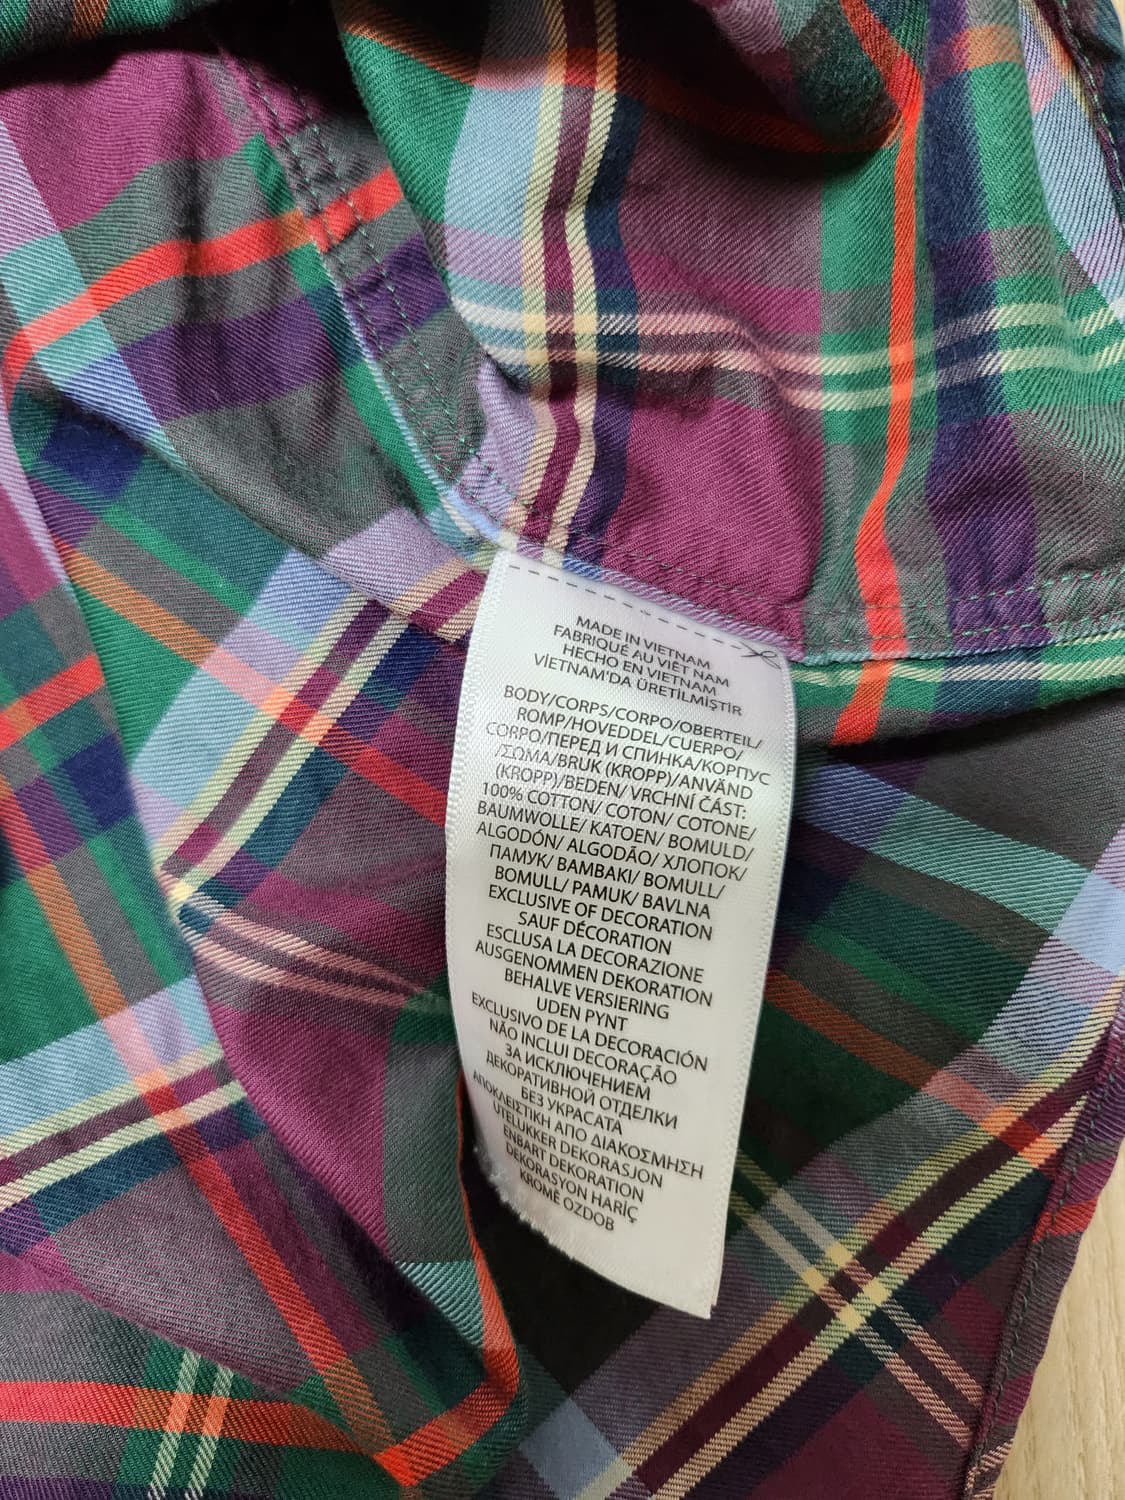 MADE IN VIETNAM
FABRIQUÉ AU VIÊT NAM
HECHO EN VIETNAM
VİETNAM'DA ÜRETİLMİŞTİR
BODY/CORPS/CORPO/OBERTEIL/
ROMP/HOVEDDEL/CUERPO/
CORPO/ПЕРЕД И СПИНКА/КОРПУС
/ΣΩΜΑ/BRUK (KROPP)/ANVÄND
(KROPP)/BEDEN/ VRCHNÍ ČÁST:
100% COTTON/ COTON/ COTONE/
BAUMWOLLE/ KATOEN/ BOMULD/
ALGODÓN/ ALGODÃO/ ХЛОПОК/
ПАМУК/ ΒΑΜΒΑΚΙ/ BOMULL/
BOMULL/ PAMUK/ BAVLNA
EXCLUSIVE OF DECORATION
SAUF DÉCORATION
ESCLUSA LA DECORAZIONE
AUSGENOMMEN DEKORATION
BEHALVE VERSIERING
UDEN PYNT
EXCLUSIVO DE LA DECORACIÓN
NÃO INCLUI DECORAÇÃO
ЗА ИСКЛЮЧЕНИЕМ
ДЕКОРАТИВНОЙ ОТДЕЛКИ
БЕЗ УКРАСАТА
ΑΠΟΚΛΕΙΣΤΙΚΗ ΑΠΟ ΔΙΑΚΟΣΜΗΣΗ
UTELUKKER DEKORASJON
ENBART DEKORATION
DEKORASYON HARİÇ
KROMĚ OZDOB